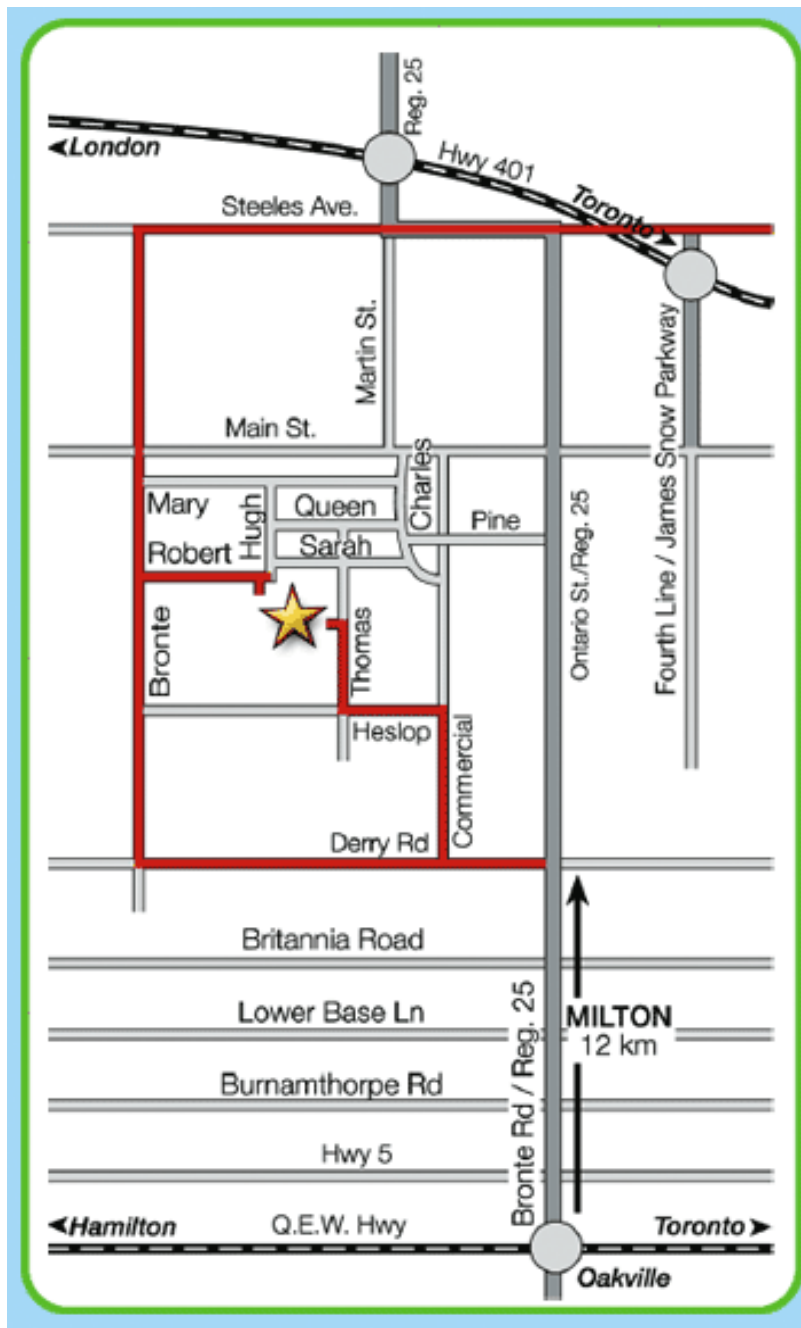 Reg. 25
London
Hwy 401
Toronto
Steeles Ave.
Martin St.
Fourth Line / James Snow Parkway
Main St.
Charles
Mary
Hugh
Queen
Pine
Robert
Sarah
Ontario St./Reg. 25
Bronte
Thomas
Heslop
Commercial
Derry Rd
Britannia Road
Lower Base Ln
Bronte Rd / Reg. 25
MILTON
12 km
Burnamthorpe Rd
Hwy 5
Hamilton
Q.E.W. Hwy
Toronto
Oakville